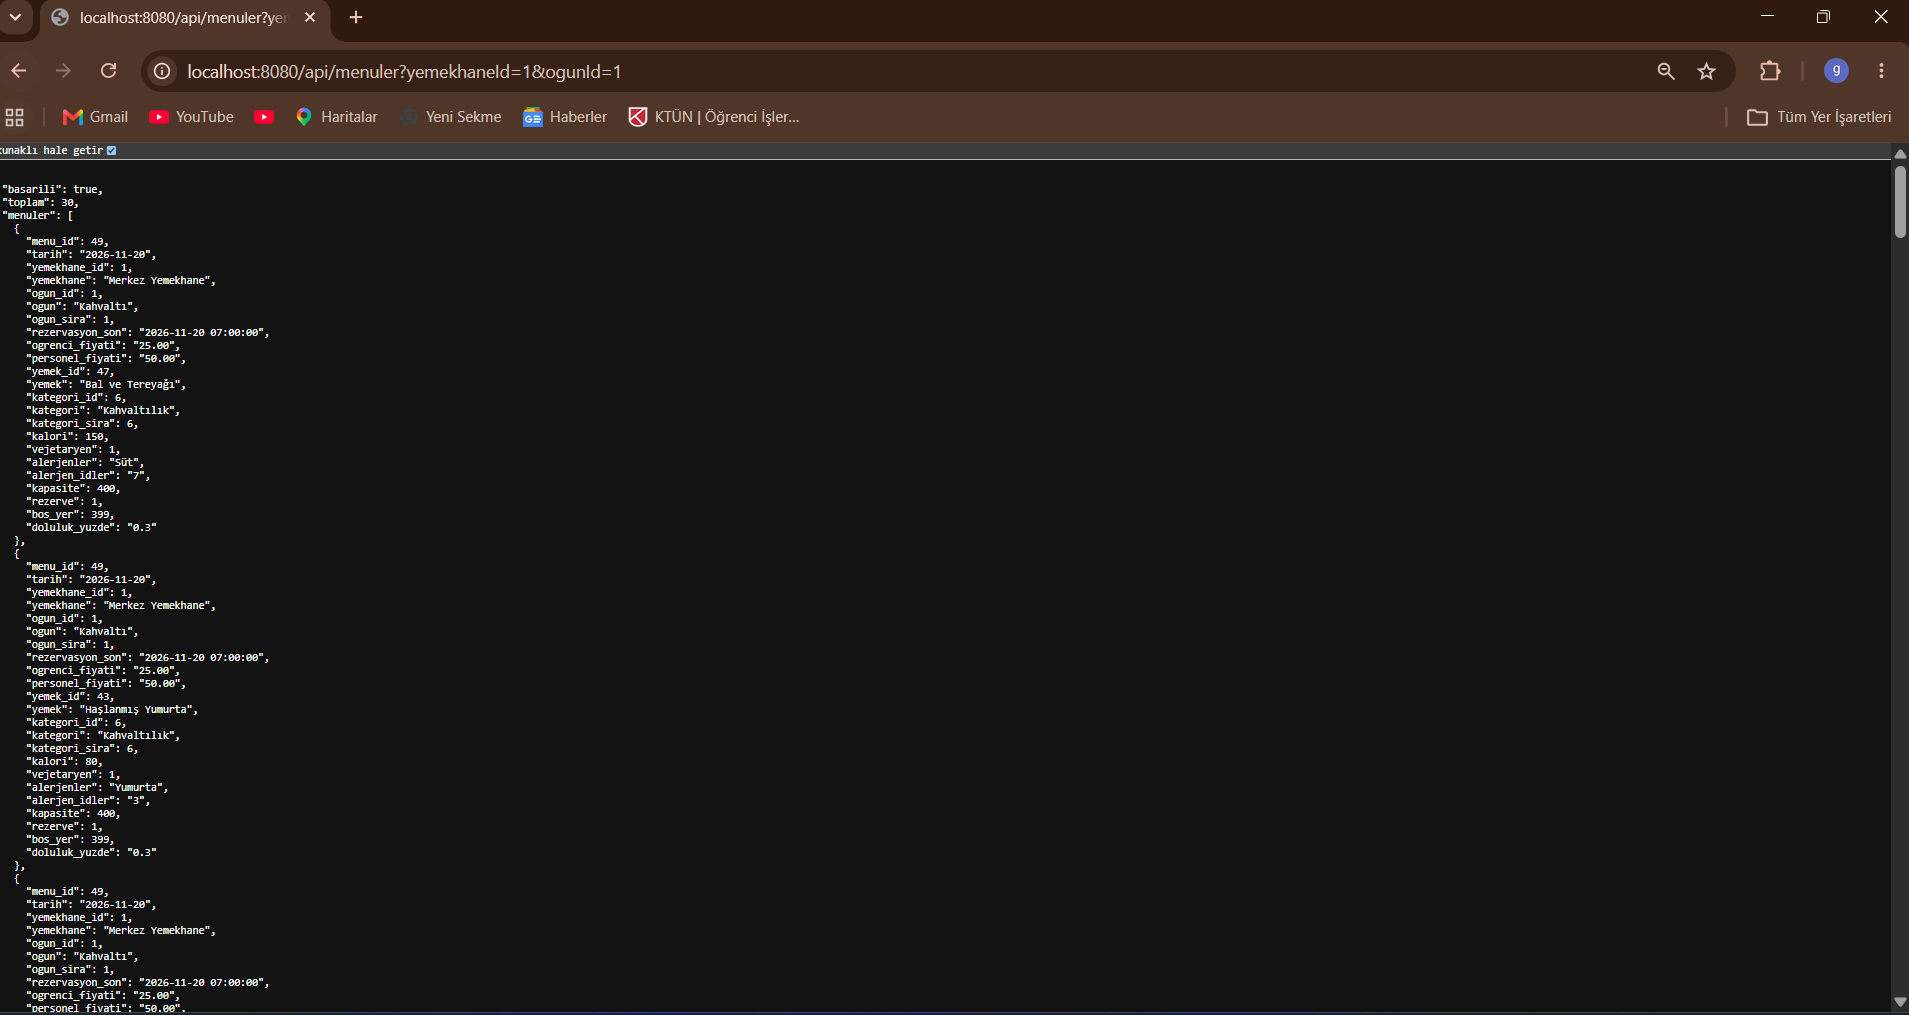 localhost:8080/api/menuler?ye
localhost:8080/api/menuler?yemekhaneId=1&ogunId=1
g
Gmail
YouTube
Haritalar
Yeni Sekme
Haberler
KTÜN | Öğrenci İşler...
Tüm Yer İşaretleri
hale getir
"basarili": true,
"toplam": 30,
"menuler": [
{
"menu_id": 49,
"tarih": "2026-11-20",
"yemekhane_id": 1,
"yemekhane": "Merkez Yemekhane",
"ogun_id": 1,
"ogun": "Kahvaltı",
"ogun_sira": 1,
"rezervasyon_son": "2026-11-20 07:00:00",
"ogrenci_fiyati": "25.00",
"personel_fiyati": "50.00",
"yemek_id": 47,
"yemek": "Bal ve Tereyağı",
"kategori_id": 6,
"kategori": "Kahvaltılık",
"kategori_sira": 6,
"kalori": 150,
"vejetaryen": 1,
"alerjenler": "Süt",
"alerjen_idler": "7",
"kapasite": 400,
"rezerve": 1,
"bos_yer": 399,
"doluluk_yuzde": "0.3"
},
{
"menu_id": 49,
"tarih": "2026-11-20",
"yemekhane_id": 1,
"yemekhane": "Merkez Yemekhane",
"ogun_id": 1,
"ogun": "Kahvaltı",
"ogun_sira": 1,
"rezervasyon_son": "2026-11-20 07:00:00",
"ogrenci_fiyati": "25.00",
"personel_fiyati": "50.00",
"yemek_id": 43,
"yemek": "Haşlanmış Yumurta",
"kategori_id": 6,
"kategori": "Kahvaltılık",
"kategori_sira": 6,
"kalori": 80,
"vejetaryen": 1,
"alerjenler": "Yumurta",
"alerjen_idler": "3",
"kapasite": 400,
"rezerve": 1,
"bos_yer": 399,
"doluluk_yuzde": "0.3"
},
{
"menu_id": 49,
"tarih": "2026-11-20",
"yemekhane_id": 1,
"yemekhane": "Merkez Yemekhane",
"ogun_id": 1,
"ogun": "Kahvaltı",
"ogun_sira": 1,
"rezervasyon_son": "2026-11-20 07:00:00",
"ogrenci_fiyati": "25.00",
"personel_fiyati": "50.00",